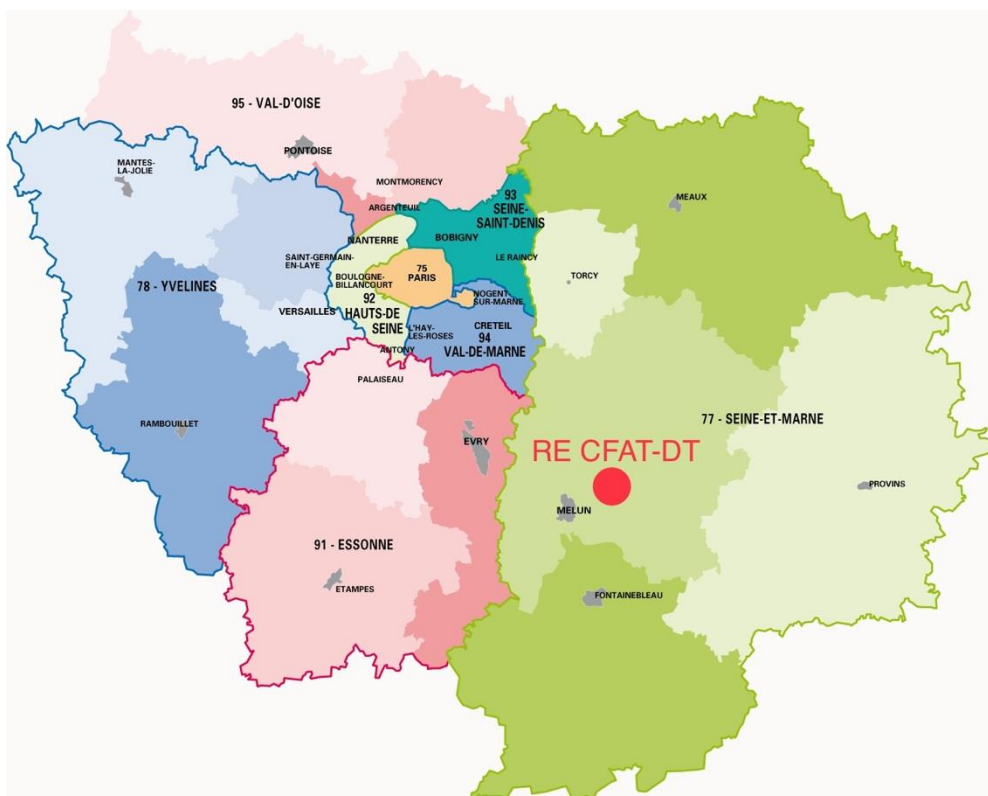 95 - VAL-D'OISE
PONTOISE
MANTES-
LA-JOLIE
MONTMORENCY
ARGENTEUIL
93
SEINE-
SAINT-DENIS
MEAUX
NANTERRE
BOBIGNY
SAINT-GERMAIN-
EN-LAYE
LE RAINCY
75
PARIS
TORCY
BOULOGNE-
BILLANCOURT
78 - YVELINES
92
HAUTS-DE
SEINE
NOGENT
SUR-MARNE
VERSAILLES
L'HAY-
LES-ROSES
CRETEIL
94
VAL-DE-MARNE
ANTONY
PALAISEAU
77 - SEINE-ET-MARNE
RAMBOUILLET
EVRY
RE CFAT-DT
PROVINS
MELUN
91 - ESSONNE
ETAMPES
FONTAINEBLEAU